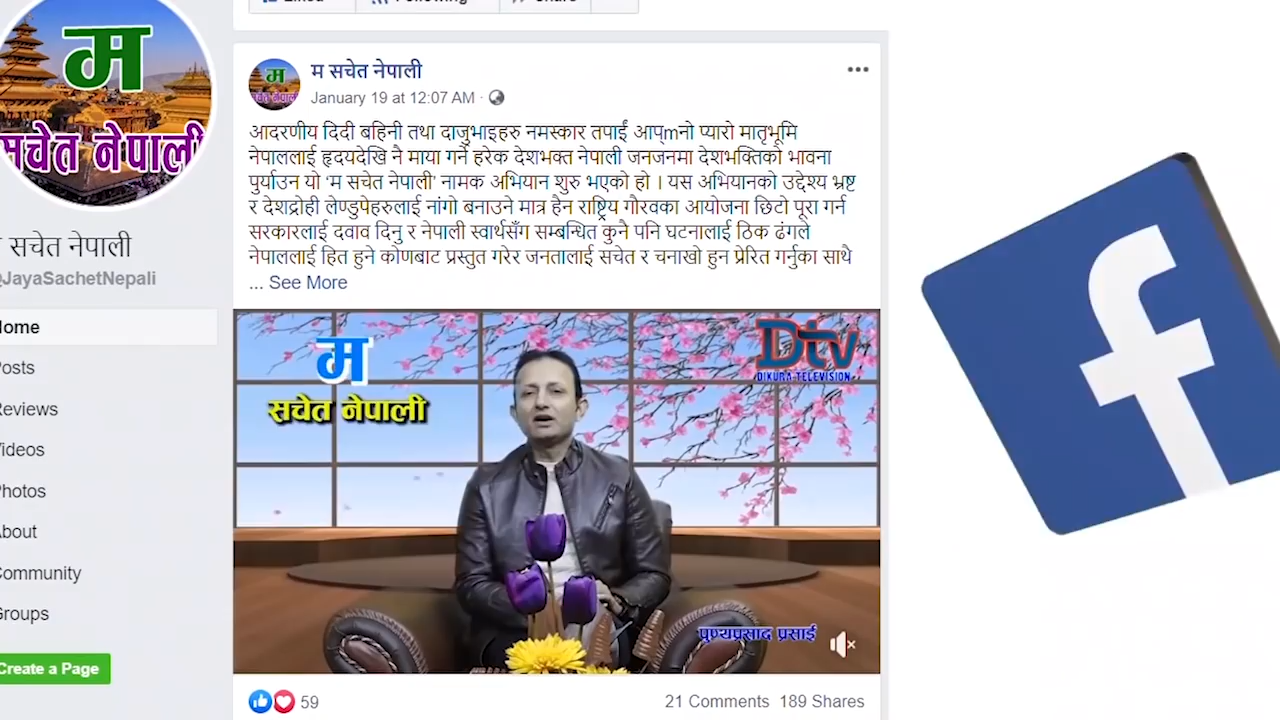 म
सचेत नेपाली
सचेत नेपाली
@JayaSachetNepali
Home
Posts
Reviews
Videos
Photos
About
Community
Groups
Create a Page
Following
Share
म सचेत नेपाली
January 19 at 12:07 AM ·
आदरणीय दिदी बहिनी तथा दाजुभाइहरु नमस्कार तपाईं आप्mनो प्यारो मातृभूमि
नेपाललाई हृदयदेखि नै माया गर्ने हरेक देशभक्त नेपाली जनजनमा देशभक्तिको भावना
पुर्याउन यो ‘म सचेत नेपाली’ नामक अभियान शुरु भएको हो । यस अभियानको उद्देश्य भ्रष्ट
र देशद्रोही लेण्डुपेहरुलाई नांगो बनाउने मात्र हैन राष्ट्रिय गौरवका आयोजना छिटो पूरा गर्न
सरकारलाई दवाव दिनु र नेपाली स्वार्थसँग सम्बन्धित कुनै पनि घटनालाई ठिक ढंगले
नेपाललाई हित हुने कोणबाट प्रस्तुत गरेर जनतालाई सचेत र चनाखो हुन प्रेरित गर्नुका साथै
... See More
म
सचेत नेपाली
Dtv
DIKURA TELEVISION
पुण्यप्रसाद प्रसाई
59
21 Comments 189 Shares
f